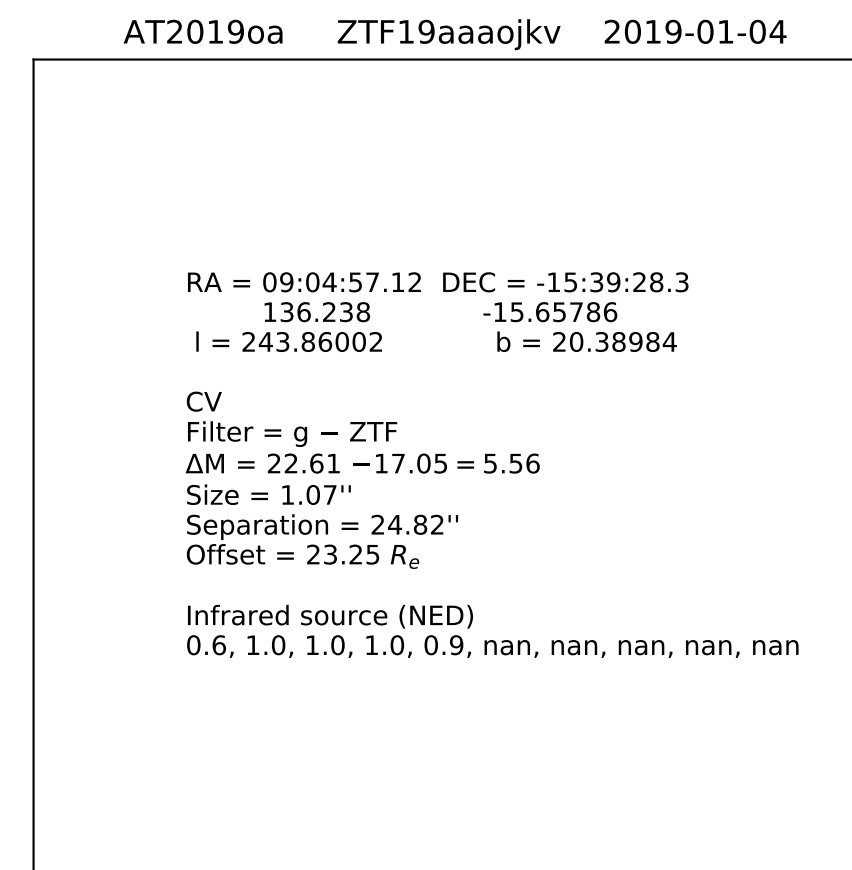 AT2019oa ZTF19aaaojkv 2019-01-04
RA = 09:04:57.12 DEC = -15:39:28.3
136.238 -15.65786
l = 243.86002 b = 20.38984
CV
Filter = g − ZTF
ΔM = 22.61 −17.05 = 5.56
Size = 1.07''
Separation = 24.82''
Offset = 23.25 Re
Infrared source (NED)
0.6, 1.0, 1.0, 1.0, 0.9, nan, nan, nan, nan, nan